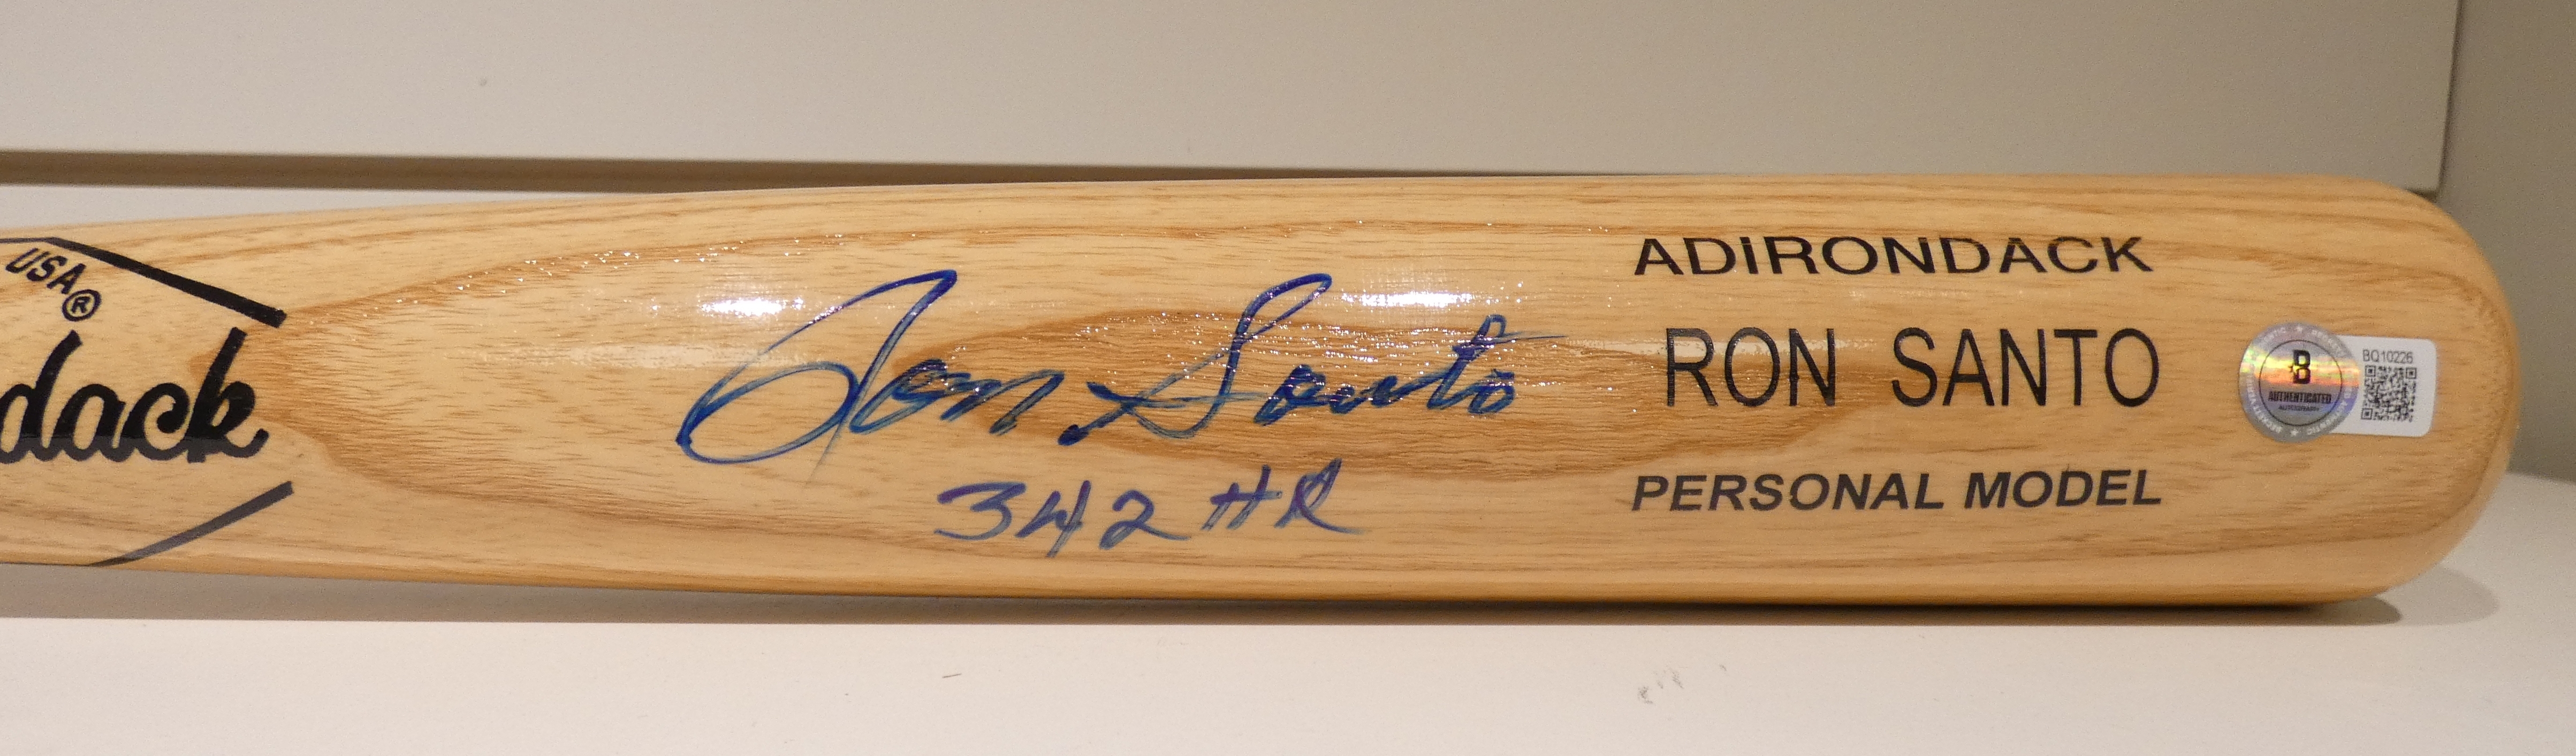 USA®
dack
Ron Santo
342 HR
ADIRONDACK
RON SANTO
PERSONAL MODEL
B
AUTHENTICATED
BQ10226